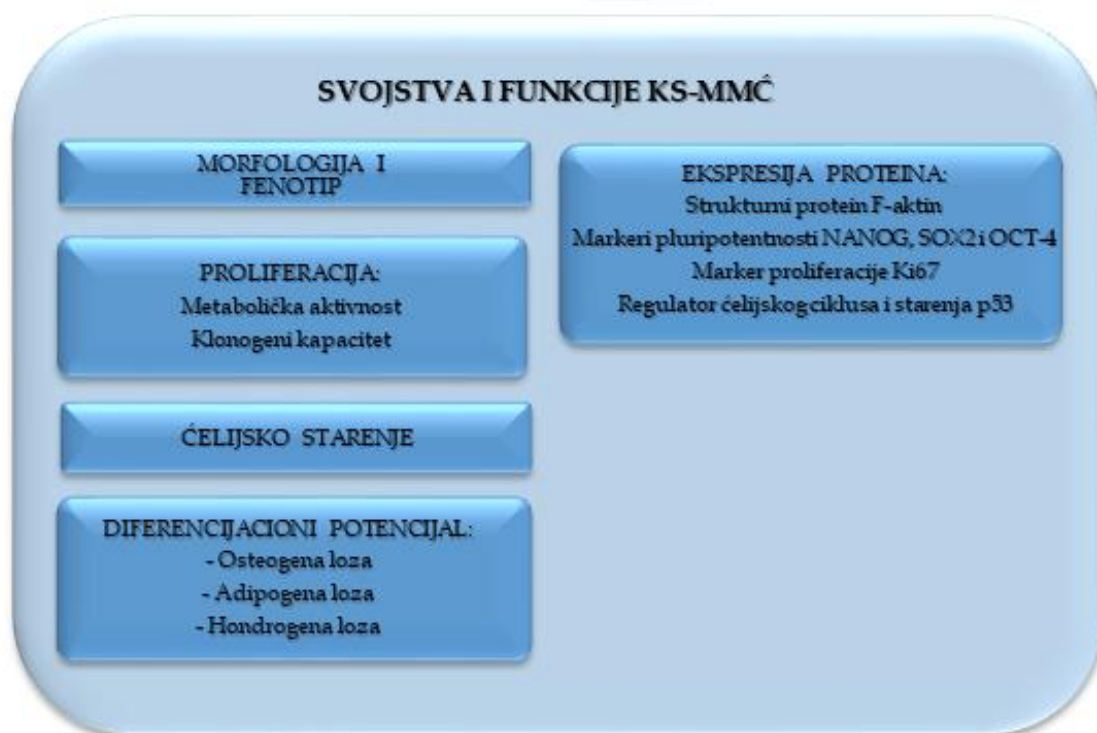 SVOJSTVA I FUNKCIJE KS-MMĆ
MORFOLOGIJA I
FENOTIP
PROLIFERACIJA:
Metabolička aktivnost
Klonogeni kapacitet
ĆELIJSKO STARENJE
DIFERENCIJACIONI POTENCIJAL:
- Osteogena loza
- Adipogena loza
- Hondrogena loza
EKSPRESIJA PROTEINA:
Strukturni protein F-aktin
Markeri pluripotentnosti NANOG, SOX2 i OCT-4
Marker proliferacije Ki67
Regulator ćelijskog ciklusa i starenja p53